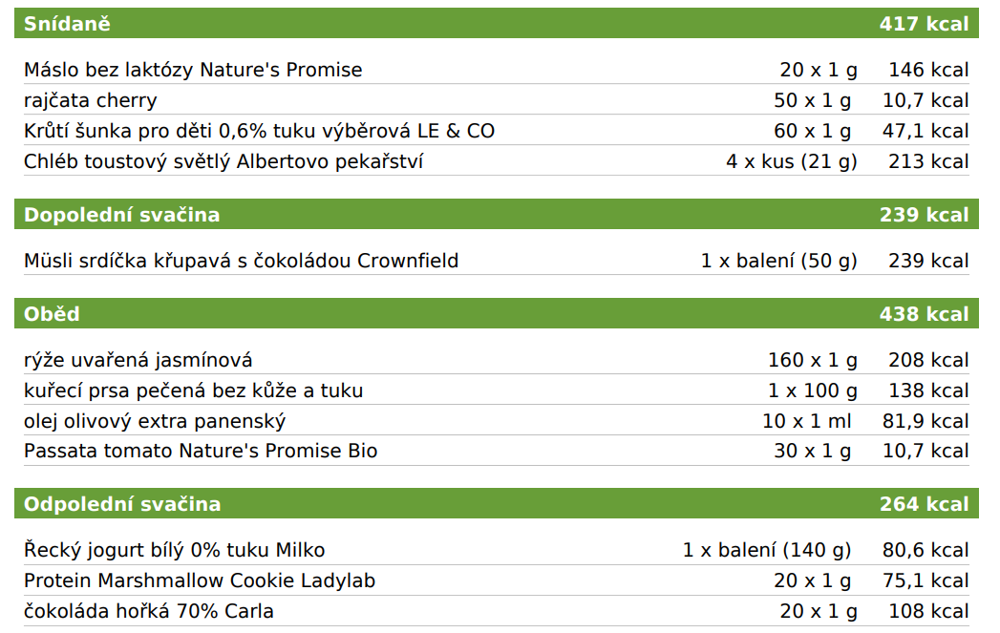 Snídaně 417 kcal
Máslo bez laktózy Nature's Promise 20 x 1 g 146 kcal
rajčata cherry 50 x 1 g 10,7 kcal
Krůtí šunka pro děti 0,6% tuku výběrová LE & CO 60 x 1 g 47,1 kcal
Chléb toustový světlý Albertovo pekařství 4 x kus (21 g) 213 kcal
Dopolední svačina 239 kcal
Müsli srdíčka křupavá s čokoládou Crownfield 1 x balení (50 g) 239 kcal
Oběd 438 kcal
rýže uvařená jasmínová 160 x 1 g 208 kcal
kuřecí prsa pečená bez kůže a tuku 1 x 100 g 138 kcal
olej olivový extra panenský 10 x 1 ml 81,9 kcal
Passata tomato Nature's Promise Bio 30 x 1 g 10,7 kcal
Odpolední svačina 264 kcal
Řecký jogurt bílý 0% tuku Milko 1 x balení (140 g) 80,6 kcal
Protein Marshmallow Cookie Ladylab 20 x 1 g 75,1 kcal
čokoláda hořká 70% Carla 20 x 1 g 108 kcal